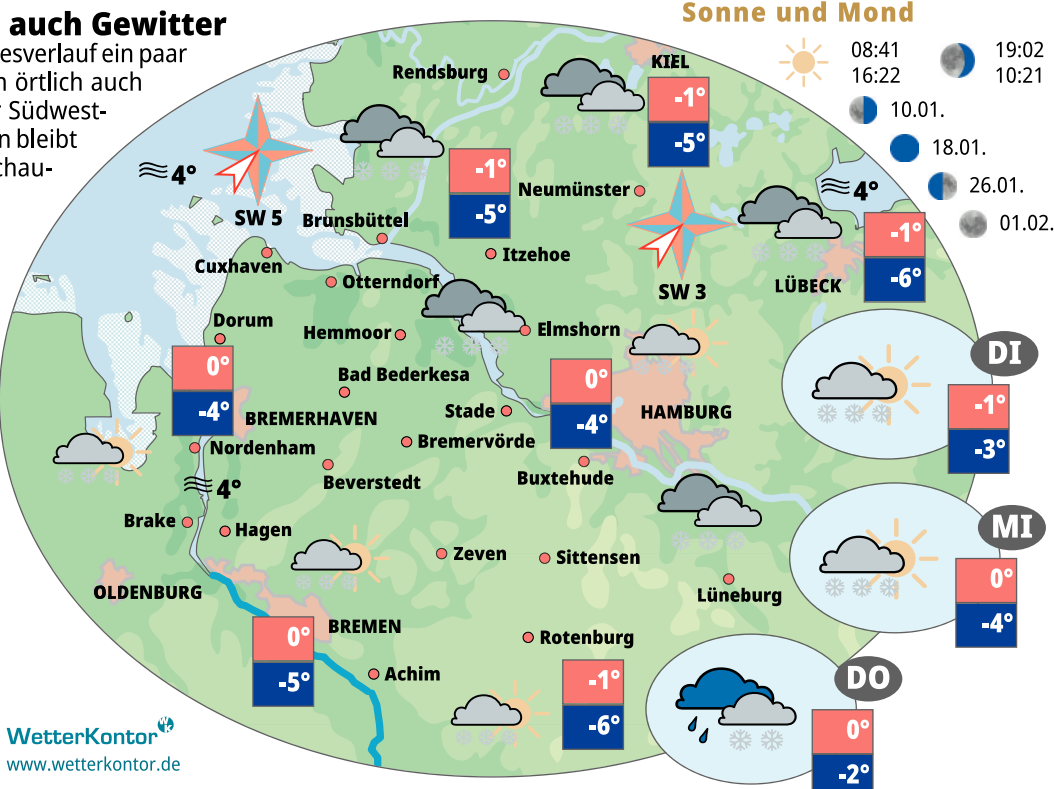 auch Gewitter
esverlauf ein paar
örtlich auch
Südwest-
bleibt
chau-
Sonne und Mond
08:41
16:22
19:02
10:21
10.01.
18.01.
26.01.
01.02.
Rendsburg
KIEL
-1°
-5°
4°
SW 5
-1°
-5°
Neumünster
4°
Brunsbüttel
Itzehoe
SW 3
-1°
-6°
LÜBECK
Cuxhaven
Otterndorf
Dorum
Hemmoor
Elmshorn
DI
-1°
-3°
0°
-4°
Bad Bederkesa
0°
-4°
BREMERHAVEN
Stade
HAMBURG
Nordenham
Bremervörde
Beverstedt
Buxtehude
4°
Brake
Hagen
MI
0°
-4°
Zeven
Sittensen
OLDENBURG
Lüneburg
0°
-5°
BREMEN
Rotenburg
Achim
-1°
-6°
DO
0°
-2°
WetterKontor
wk
www.wetterkontor.de